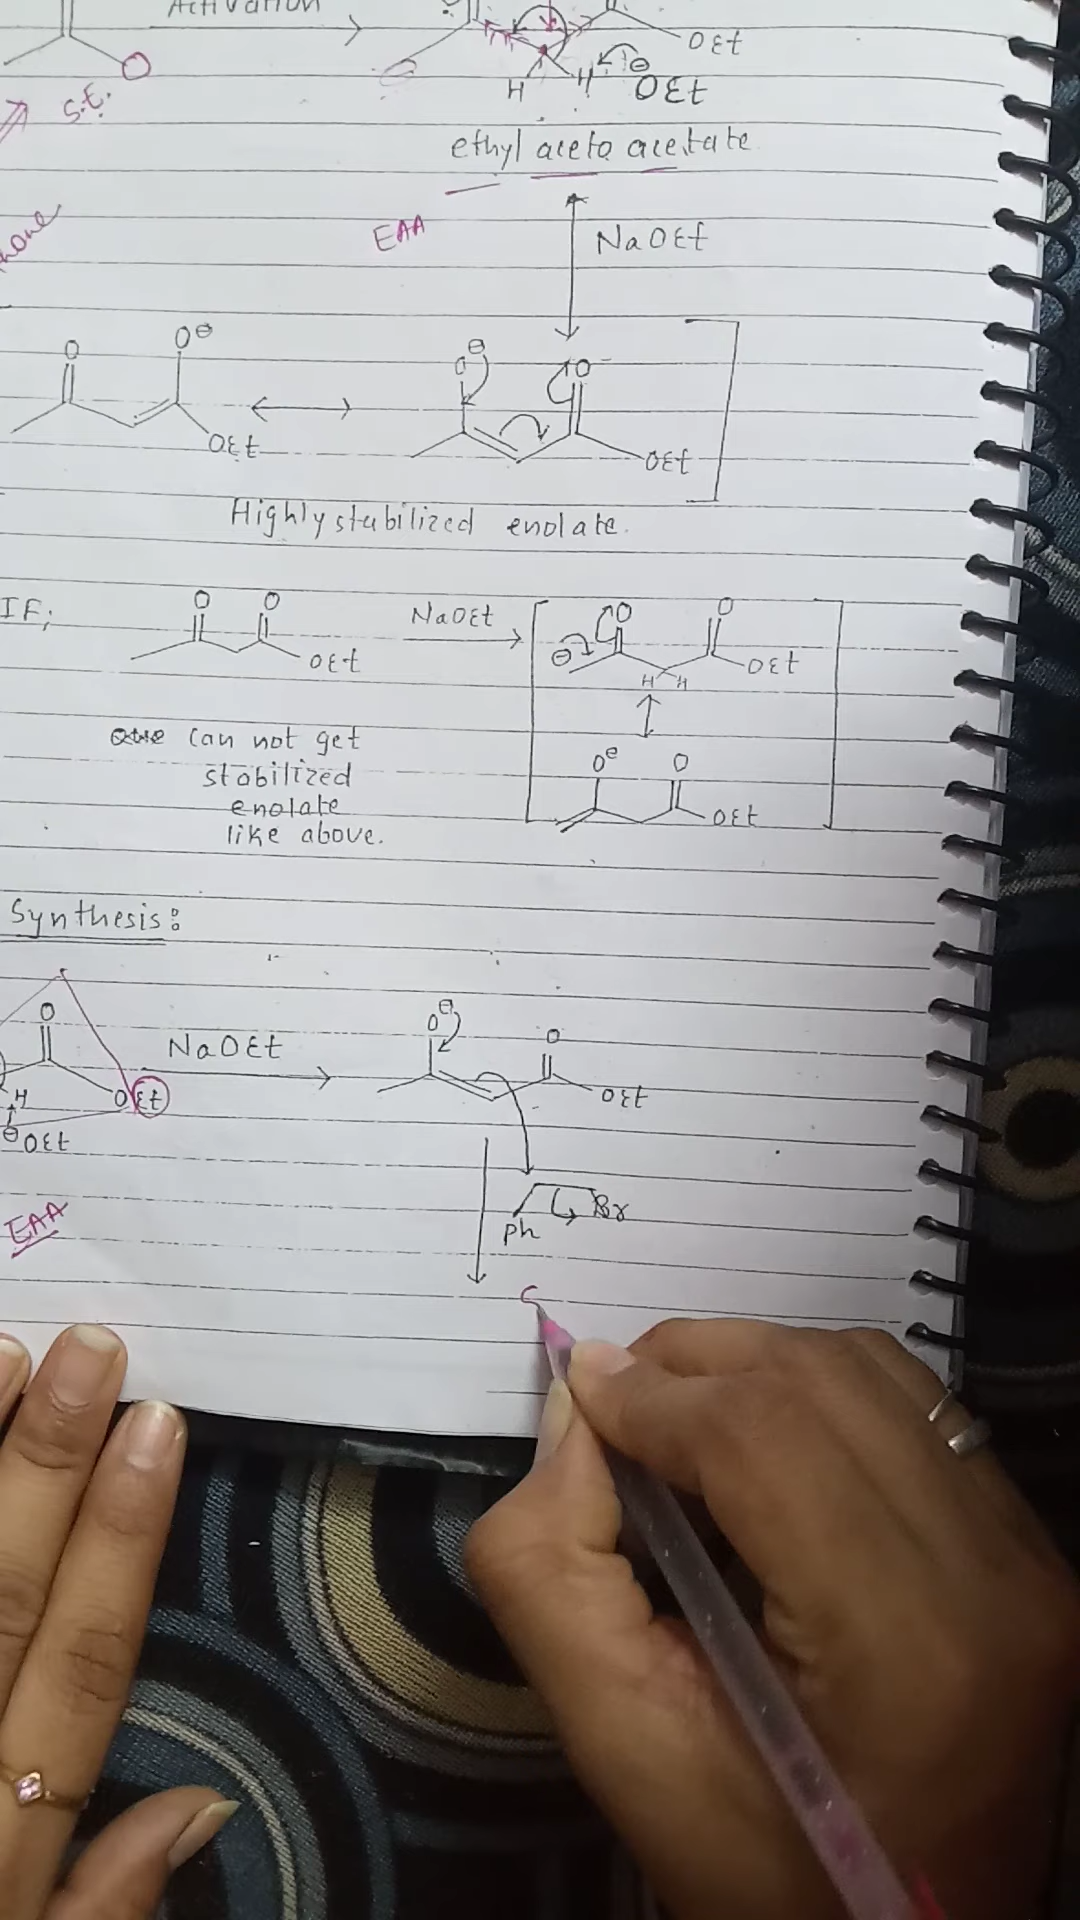 Activation
OEt
H H ⊖
OEt
S.E.
ethyl aceto acetate
EAA
NaOEt
O O⊖
OEt
O⊖ O
OEt
Highly stabilized enolate.
IF;
O O
OEt
NaOEt
O O
⊖
OEt
H H
can not get
stabilized
enolate
like above.
O⊖ O
OEt
Synthesis:
O
OEt
H
⊖OEt
NaOEt
O⊖ O
OEt
Ph
Br
EAA